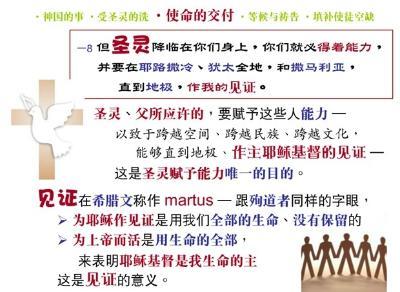 ·神国的事 ·受圣灵的洗 ·使命的交付 ·等候与祷告 ·填补使徒空缺
–8 但圣灵降临在你们身上，你们就必得着能力，
并要在耶路撒冷、犹太全地，和撒马利亚，
直到地极，作我的见证。
圣灵、父所应许的，要赋予这些人能力 —
以致于跨越空间、跨越民族、跨越文化，
能够直到地极、作主耶稣基督的见证 —
这是圣灵赋予能力唯一的目的。
见证在希腊文称作 martus — 跟殉道者同样的字眼，
➢ 为耶稣作见证是用我们全部的生命、没有保留的
➢ 为上帝而活是用生命的全部，
来表明耶稣基督是我生命的主
这是见证的意义。